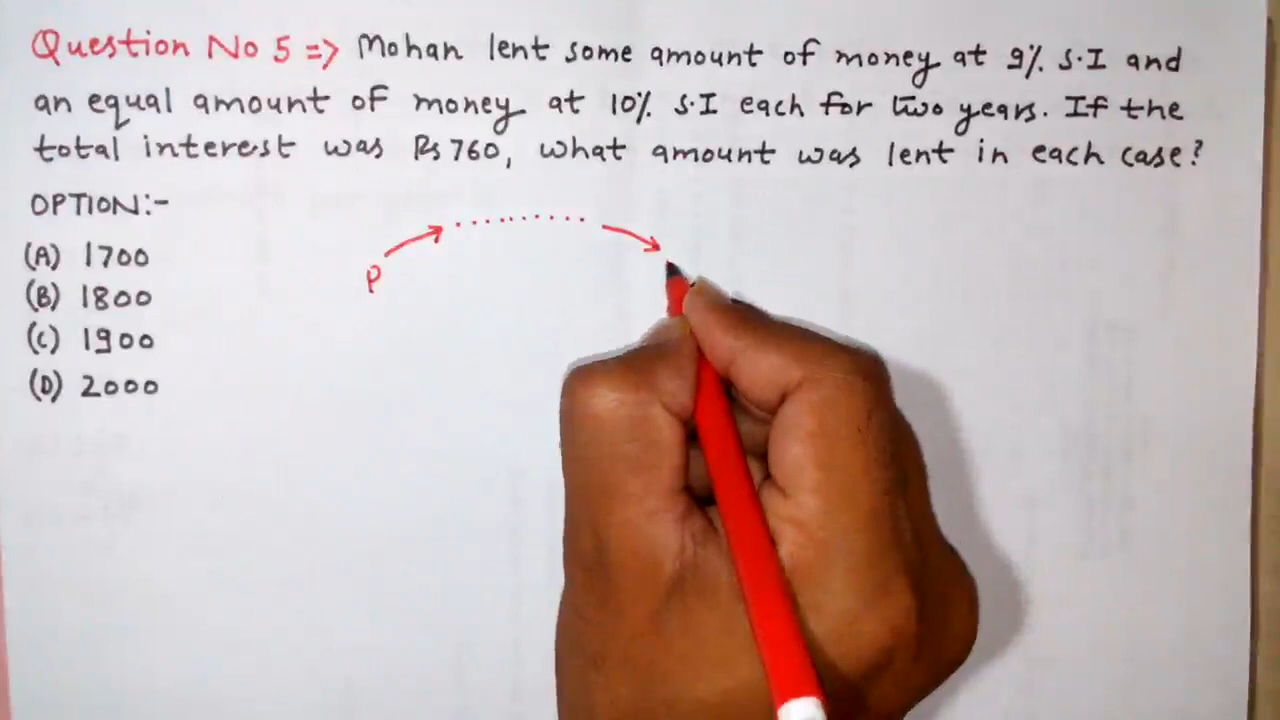 Question No 5 => Mohan lent some amount of money at 9% S.I and
an equal amount of money at 10% S.I each for two years. If the
total interest was Rs 760, what amount was lent in each case?
OPTION:-
(A) 1700
(B) 1800
(C) 1900
(D) 2000
P